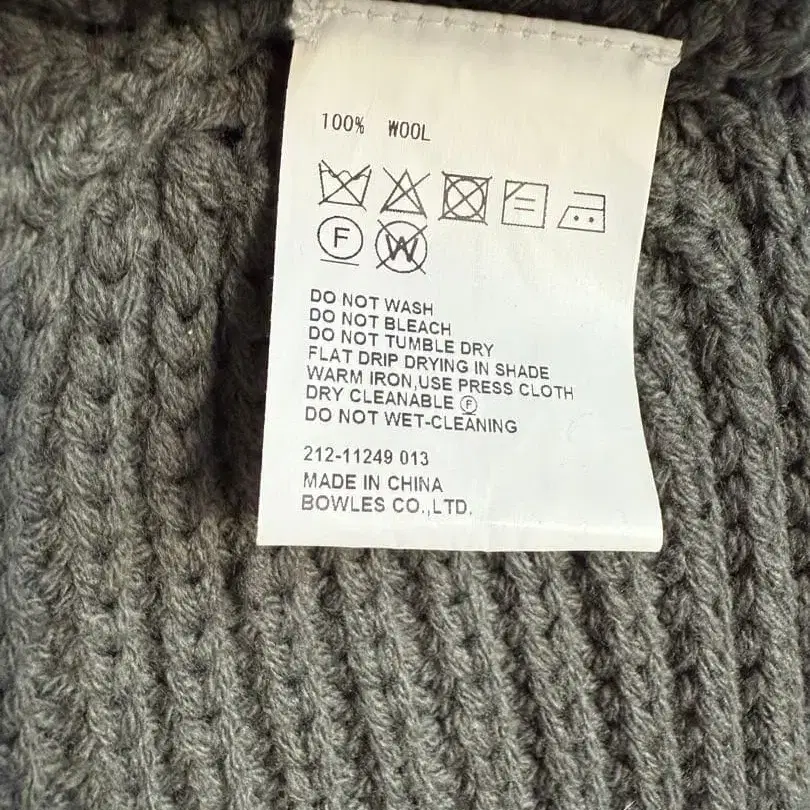 100% WOOL
F W
DO NOT WASH
DO NOT BLEACH
DO NOT TUMBLE DRY
FLAT DRIP DRYING IN SHADE
WARM IRON,USE PRESS CLOTH
DRY CLEANABLE Ⓕ
DO NOT WET-CLEANING
212-11249 013
MADE IN CHINA
BOWLES CO.,LTD.